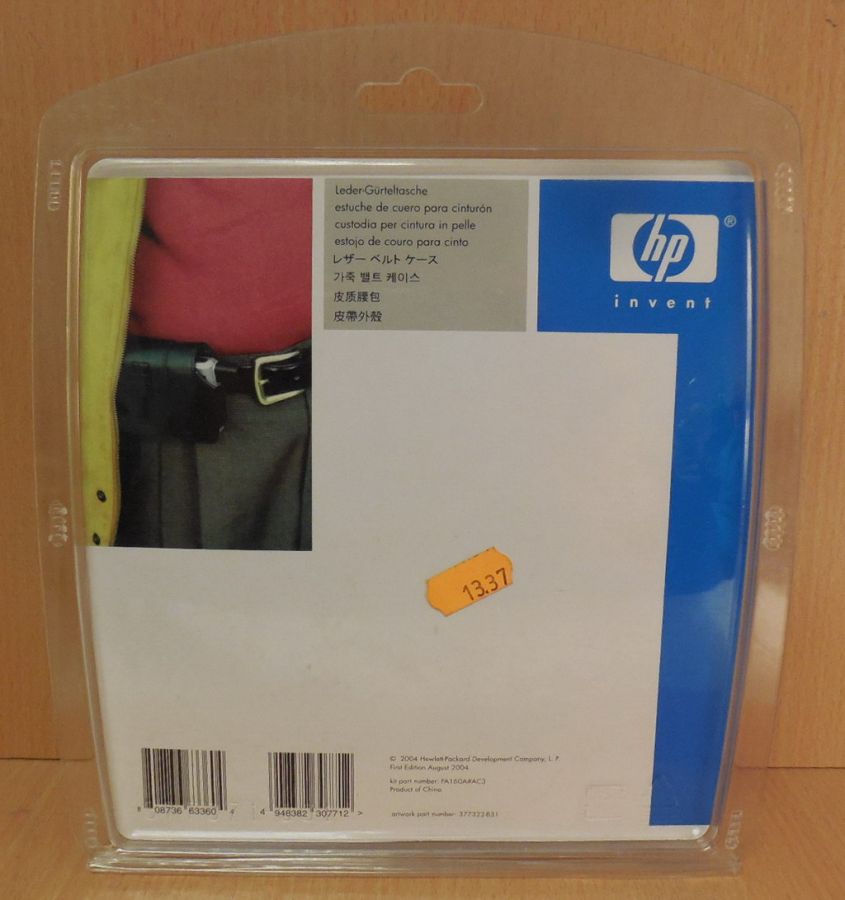 Leder-Gürteltasche
estuche de cuero para cinturón
custodia per cintura in pelle
estojo de couro para cinto
レザー ベルト ケース
가죽 밸트 케이스
皮质腰包
皮帶外殼
hp®
invent
13.37
© 2004 Hewlett-Packard Development Company, L. P.
First Edition August 2004
kit part number: FA160A#AC3
Product of China
artwork part number: 377322-B31
8 08736 63360 4
4 948382 307712 >